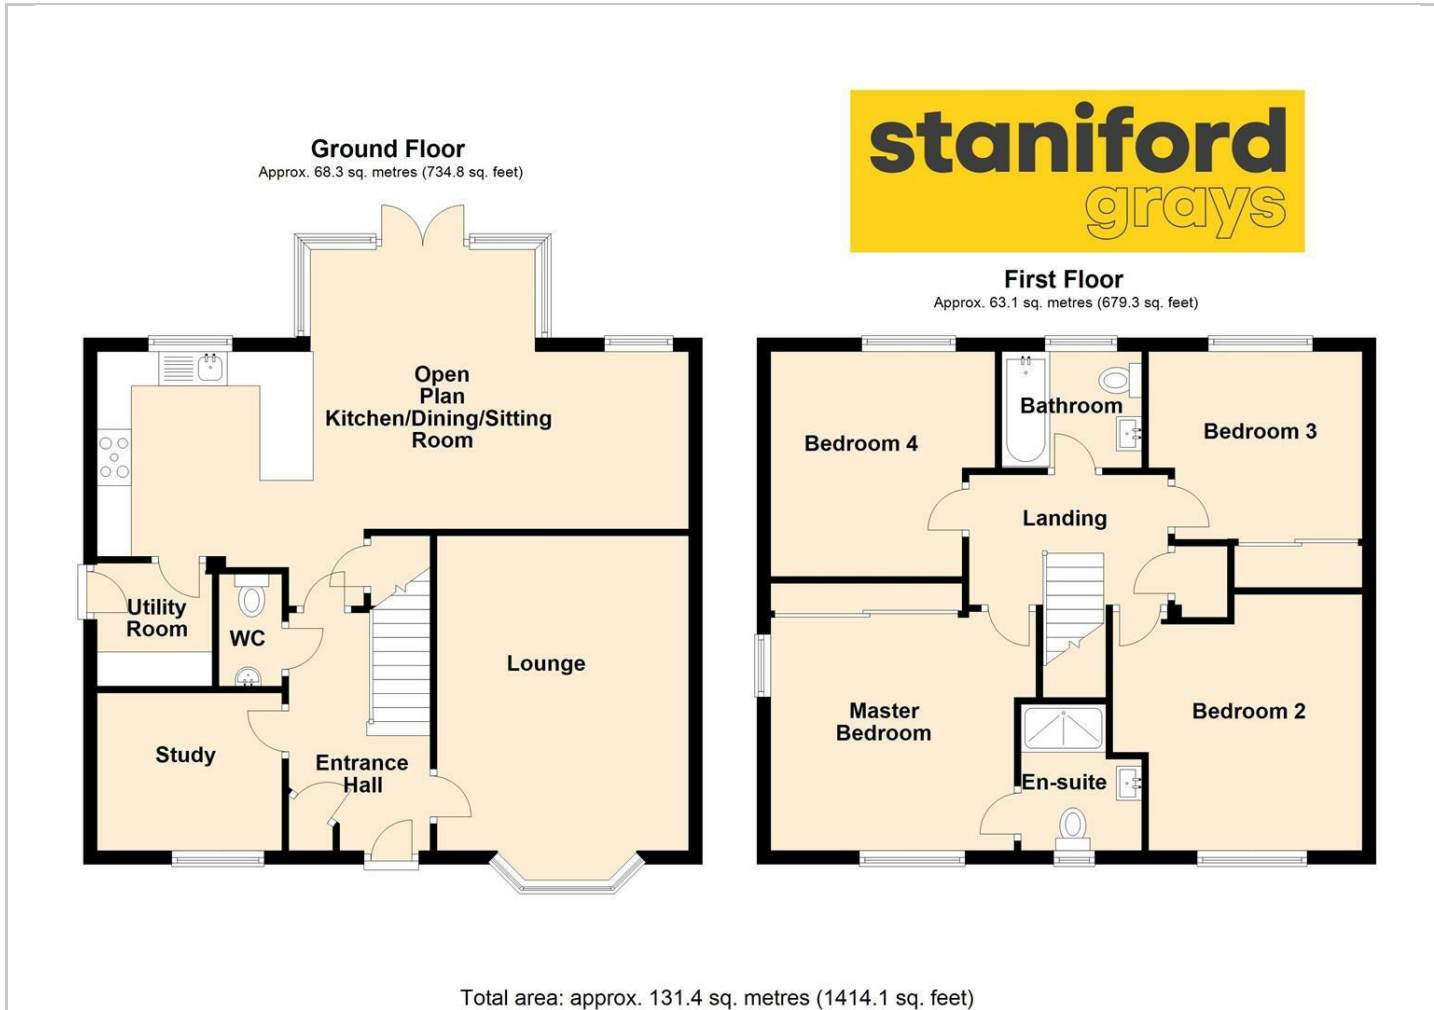 staniford
grays
Ground Floor
Approx. 68.3 sq. metres (734.8 sq. feet)
Open
Plan
Kitchen/Dining/Sitting
Room
Utility
Room
WC
Lounge
Study
Entrance
Hall
First Floor
Approx. 63.1 sq. metres (679.3 sq. feet)
Bedroom 4
Bathroom
Bedroom 3
Landing
Master
Bedroom
Bedroom 2
En-suite
Total area: approx. 131.4 sq. metres (1414.1 sq. feet)